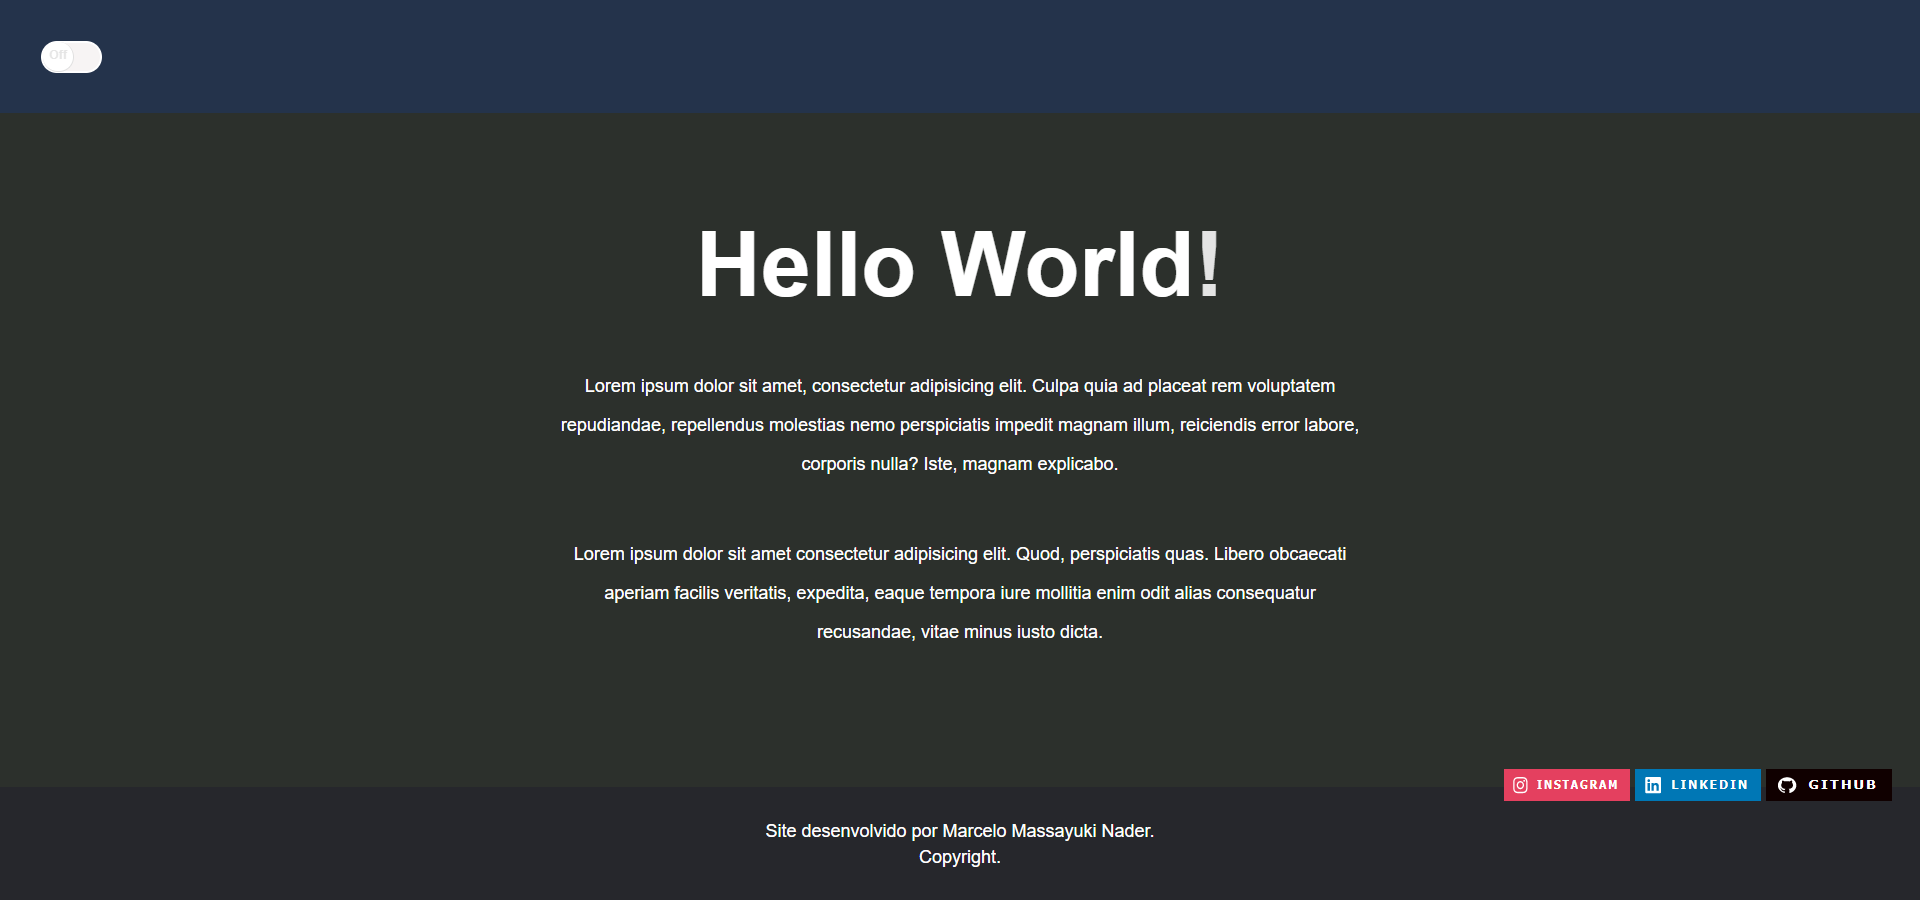 Off
Hello World!
Lorem ipsum dolor sit amet, consectetur adipisicing elit. Culpa quia ad placeat rem voluptatem
repudiandae, repellendus molestias nemo perspiciatis impedit magnam illum, reiciendis error labore,
corporis nulla? Iste, magnam explicabo.
Lorem ipsum dolor sit amet consectetur adipisicing elit. Quod, perspiciatis quas. Libero obcaecati
aperiam facilis veritatis, expedita, eaque tempora iure mollitia enim odit alias consequatur
recusandae, vitae minus iusto dicta.
INSTAGRAM LINKEDIN GITHUB
Site desenvolvido por Marcelo Massayuki Nader.
Copyright.